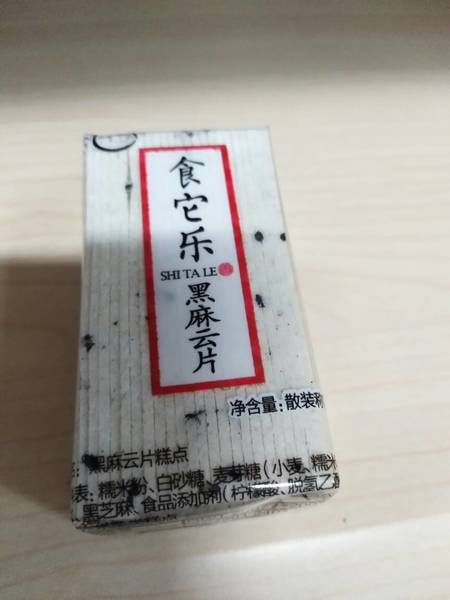 食它乐
SHI TA LE
黑麻云片
净含量: 散装称
黑麻云片糕点
表: 糯米粉、白砂糖、麦芽糖(小麦、糯米
黑芝麻、食品添加剂(柠檬酸、脱氢乙